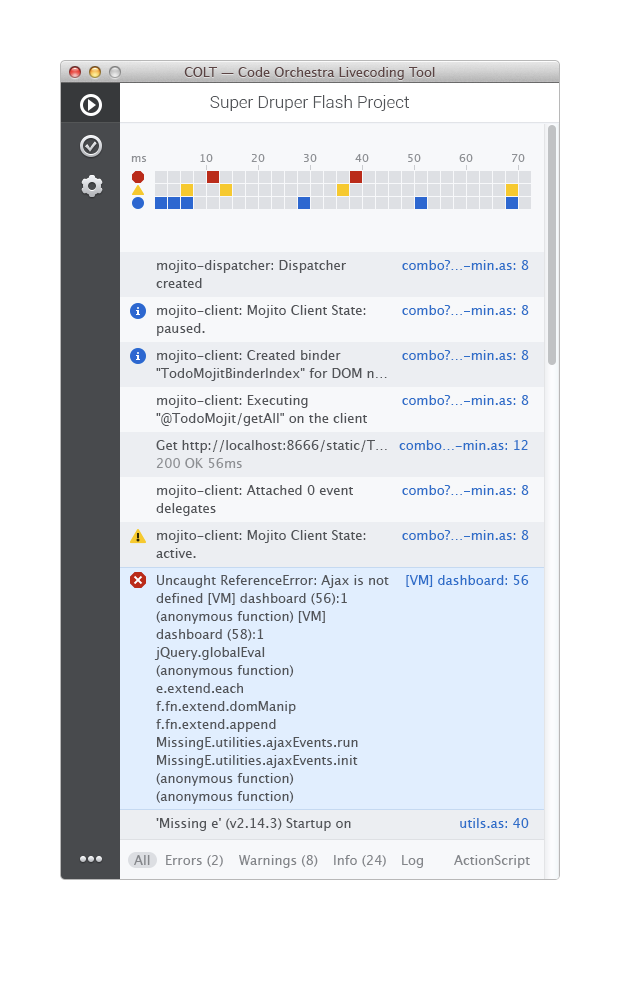 COLT — Code Orchestra Livecoding Tool
Super Druper Flash Project
ms 10 20 30 40 50 60 70
mojito-dispatcher: Dispatcher combo?...-min.as: 8
created
mojito-client: Mojito Client State: combo?...-min.as: 8
paused.
mojito-client: Created binder combo?...-min.as: 8
"TodoMojitBinderIndex" for DOM n...
mojito-client: Executing combo?...-min.as: 8
"@TodoMojit/getAll" on the client
Get http://localhost:8666/static/T... combo...-min.as: 12
200 OK 56ms
mojito-client: Attached 0 event combo?...-min.as: 8
delegates
mojito-client: Mojito Client State: combo?...-min.as: 8
active.
Uncaught ReferenceError: Ajax is not [VM] dashboard: 56
defined [VM] dashboard (56):1
(anonymous function) [VM]
dashboard (58):1
jQuery.globalEval
(anonymous function)
e.extend.each
f.fn.extend.domManip
f.fn.extend.append
MissingE.utilities.ajaxEvents.run
MissingE.utilities.ajaxEvents.init
(anonymous function)
(anonymous function)
'Missing e' (v2.14.3) Startup on utils.as: 40
All Errors (2) Warnings (8) Info (24) Log ActionScript